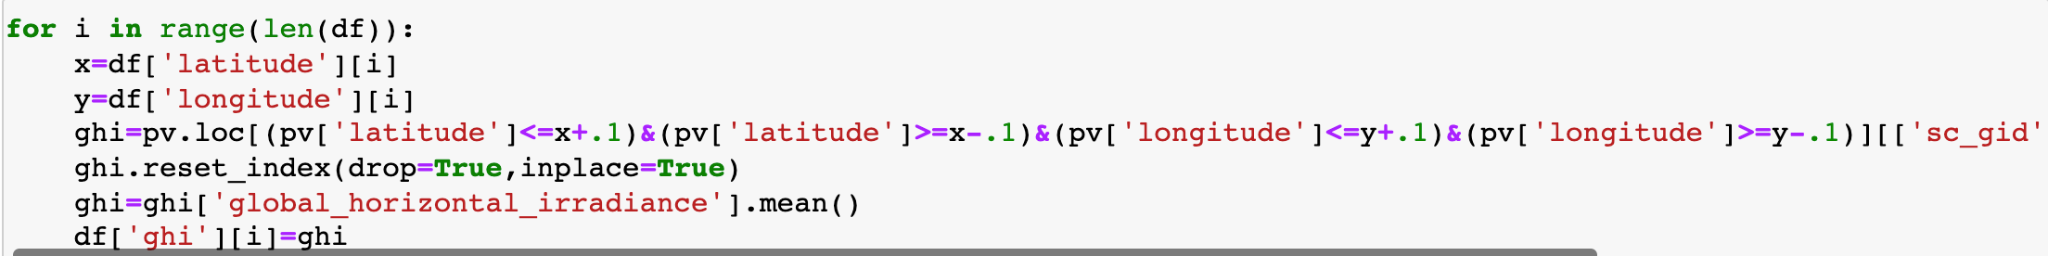 for i in range(len(df)):
    x=df['latitude'][i]
    y=df['longitude'][i]
    ghi=pv.loc[(pv['latitude']<=x+.1)&(pv['latitude']>=x-.1)&(pv['longitude']<=y+.1)&(pv['longitude']>=y-.1)][['sc_gid'
    ghi.reset_index(drop=True,inplace=True)
    ghi=ghi['global_horizontal_irradiance'].mean()
    df['ghi'][i]=ghi